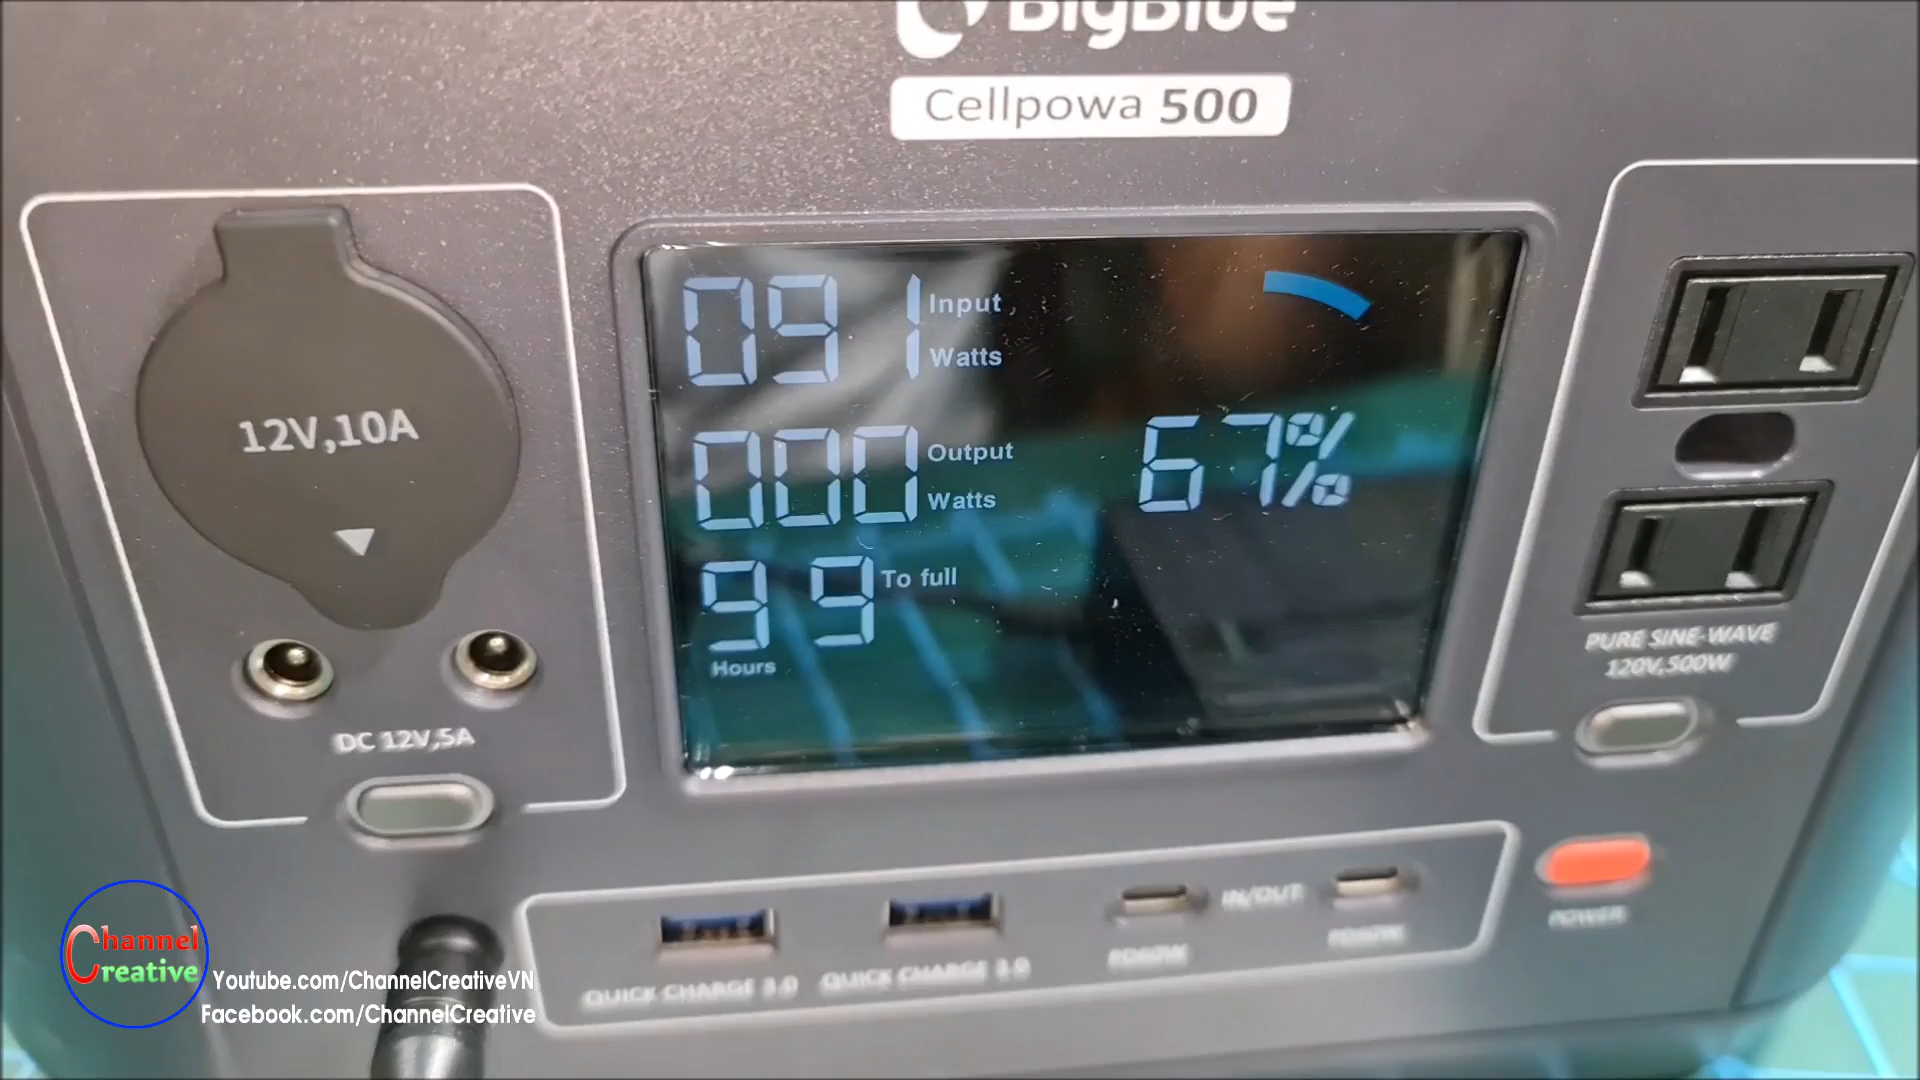 BigBlue
Cellpowa 500
12V,10A
DC 12V,5A
091 Input Watts
000 Output Watts
99 To full
Hours
67%
PURE SINE-WAVE
120V,500W
QUICK CHARGE 3.0
QUICK CHARGE 3.0
IN/OUT
POWER
Channel
Creative
Youtube.com/ChannelCreativeVN
Facebook.com/ChannelCreative